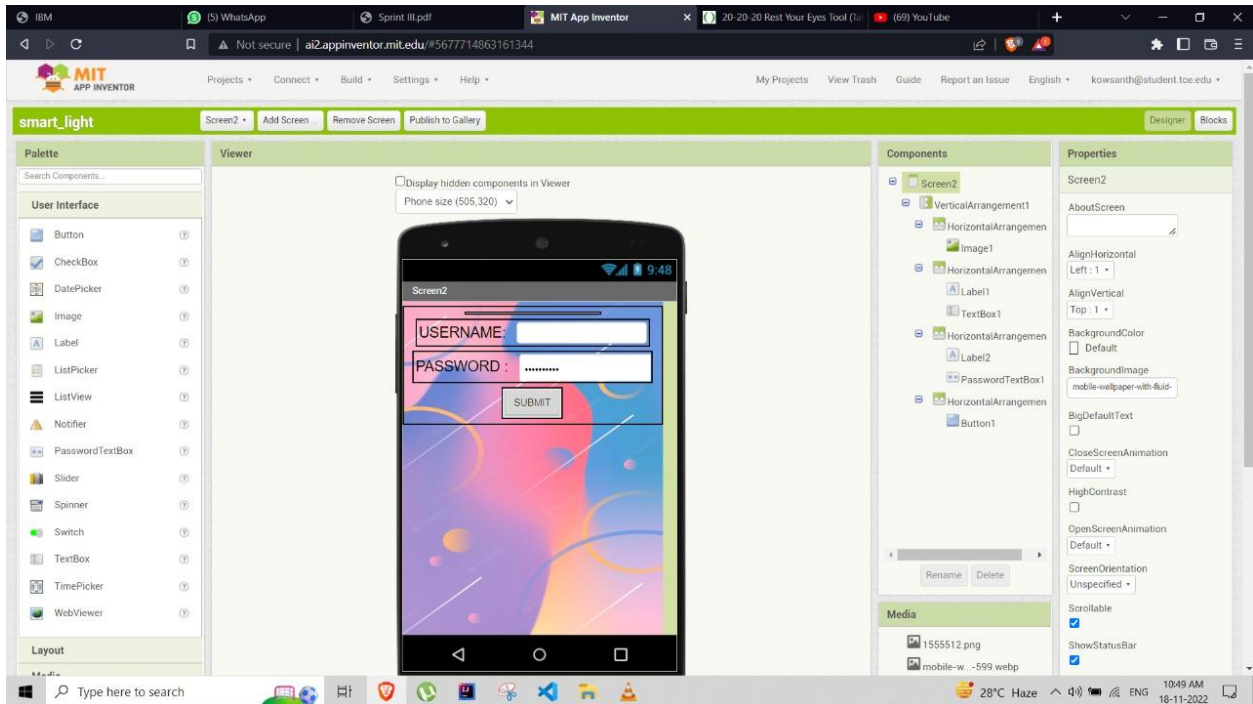 IBM (5) WhatsApp Sprint III.pdf MIT App Inventor 20-20-20 Rest Your Eyes Tool (Ta (69) YouTube
Not secure ai2.appinventor.mit.edu/#5677714863161344
MIT APP INVENTOR Projects Connect Build Settings Help My Projects View Trash Guide Report an Issue English kowsanth@student.tce.edu
smart_light Screen2 Add Screen ... Remove Screen Publish to Gallery Designer Blocks
Palette Viewer Components Properties
Search Components...
User Interface
Button
CheckBox
DatePicker
Image
Label
ListPicker
ListView
Notifier
PasswordTextBox
Slider
Spinner
Switch
TextBox
TimePicker
WebViewer
Layout
Media
Display hidden components in Viewer
Phone size (505,320)
9:48
Screen2
USERNAME:
PASSWORD :
SUBMIT
Screen2
VerticalArrangement1
HorizontalArrangemen
Image1
HorizontalArrangemen
Label1
TextBox1
HorizontalArrangemen
Label2
PasswordTextBox1
HorizontalArrangemen
Button1
Rename Delete
Media
1555512.png
mobile-w...-599.webp
Screen2
AboutScreen
AlignHorizontal
Left : 1
AlignVertical
Top : 1
BackgroundColor
Default
BackgroundImage
mobile-wallpaper-with-fluid-
BigDefaultText
CloseScreenAnimation
Default
HighContrast
OpenScreenAnimation
Default
ScreenOrientation
Unspecified
Scrollable
ShowStatusBar
Type here to search 28°C Haze ENG 10:49 AM
18-11-2022